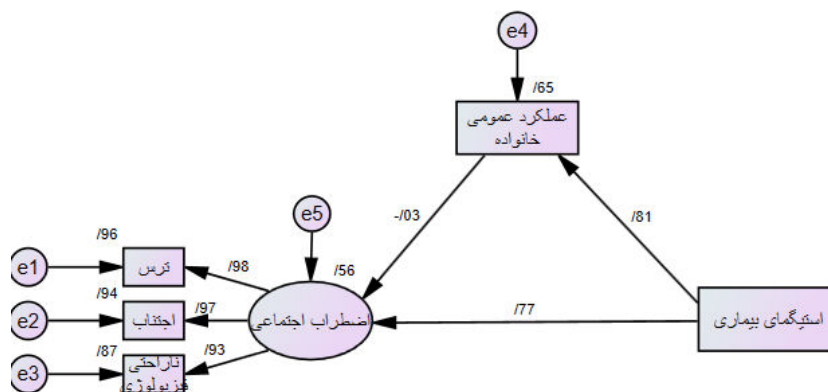 e4
/65
عملکرد عمومی
خانواده
-/03
/81
e5
/96
/56
e1
ترس
/98
/94
e2
اجتناب
/97
اضطراب اجتماعی
/77
استیگمای بیماری
/87
/93
e3
ناراحتی
فیزیولوژی